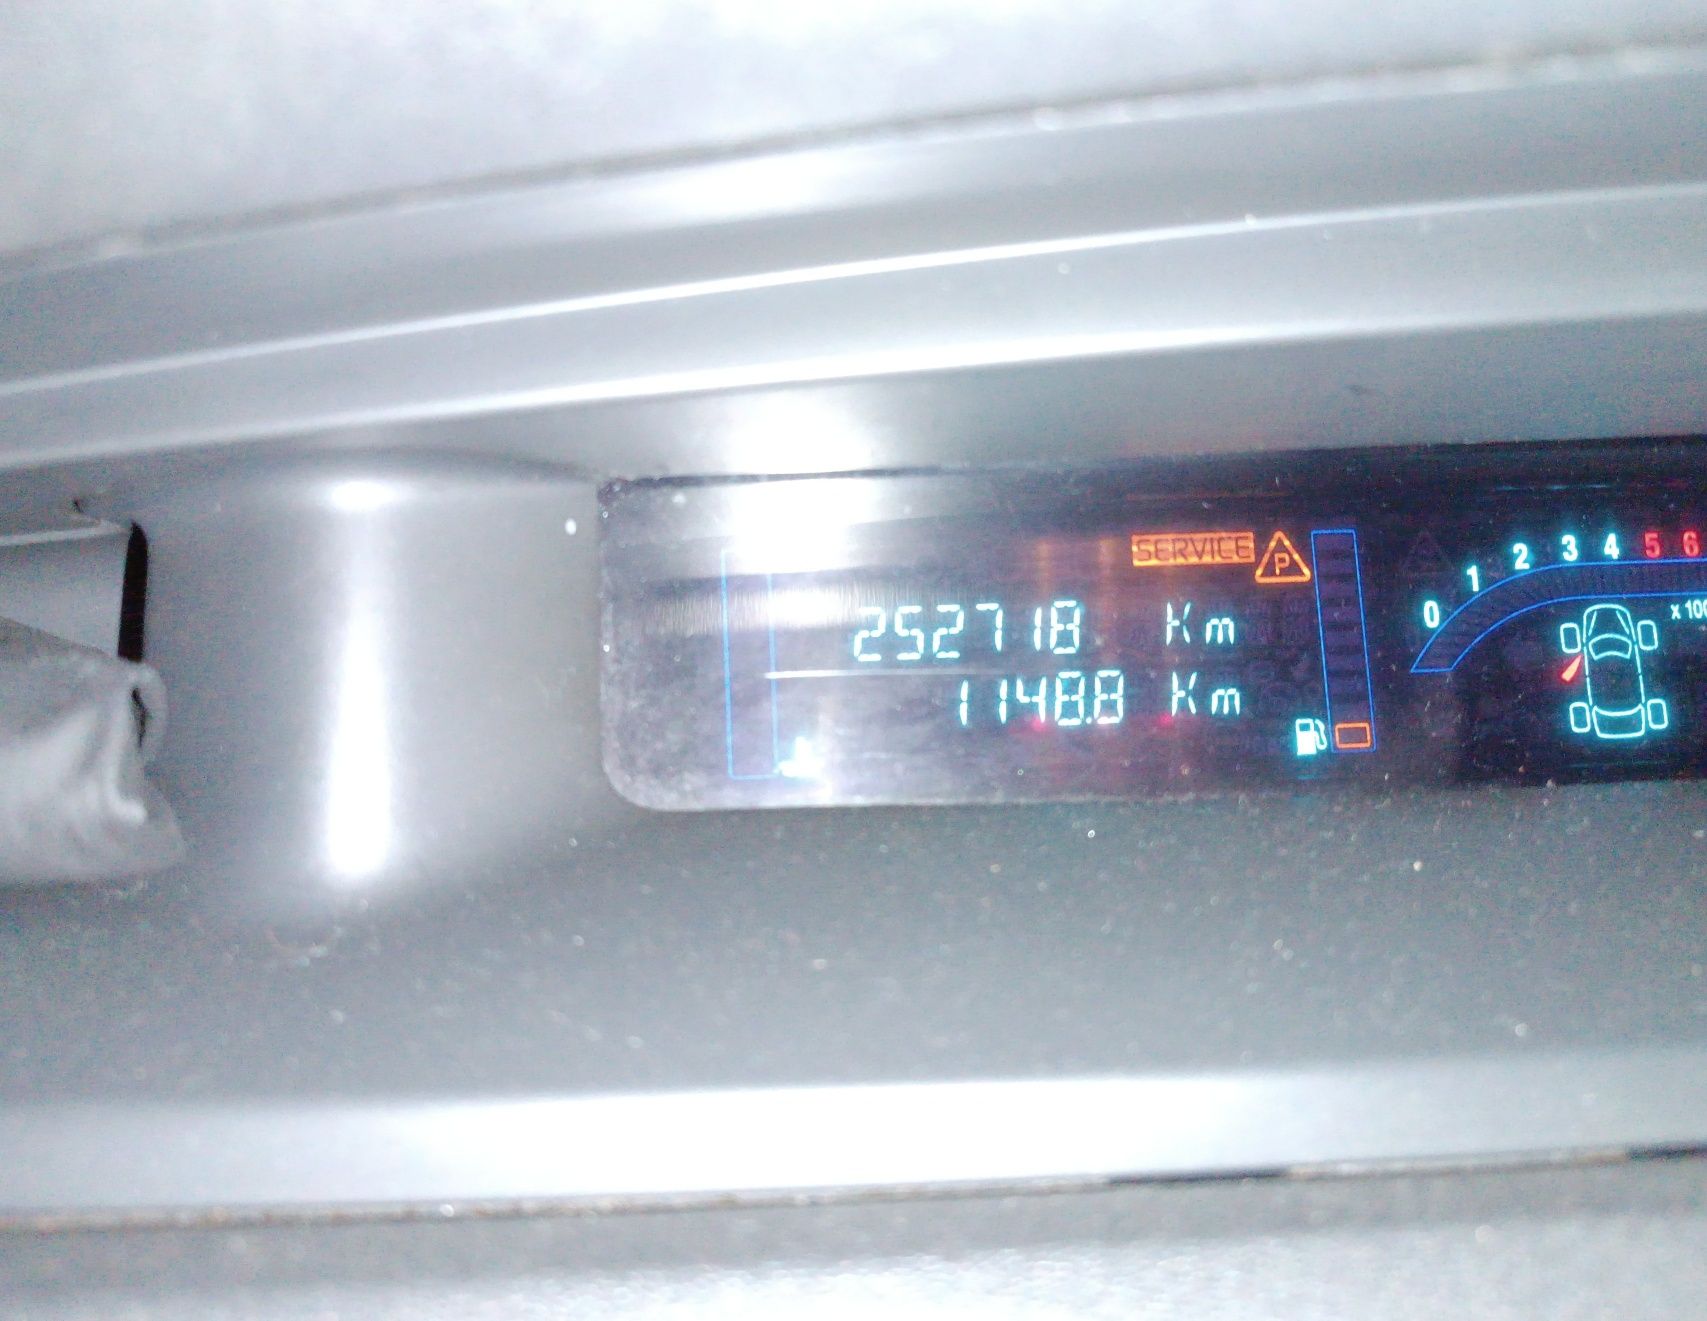 SERVICE P
252718 Km
1148.8 Km
0 1 2 3 4 5 6
x 100